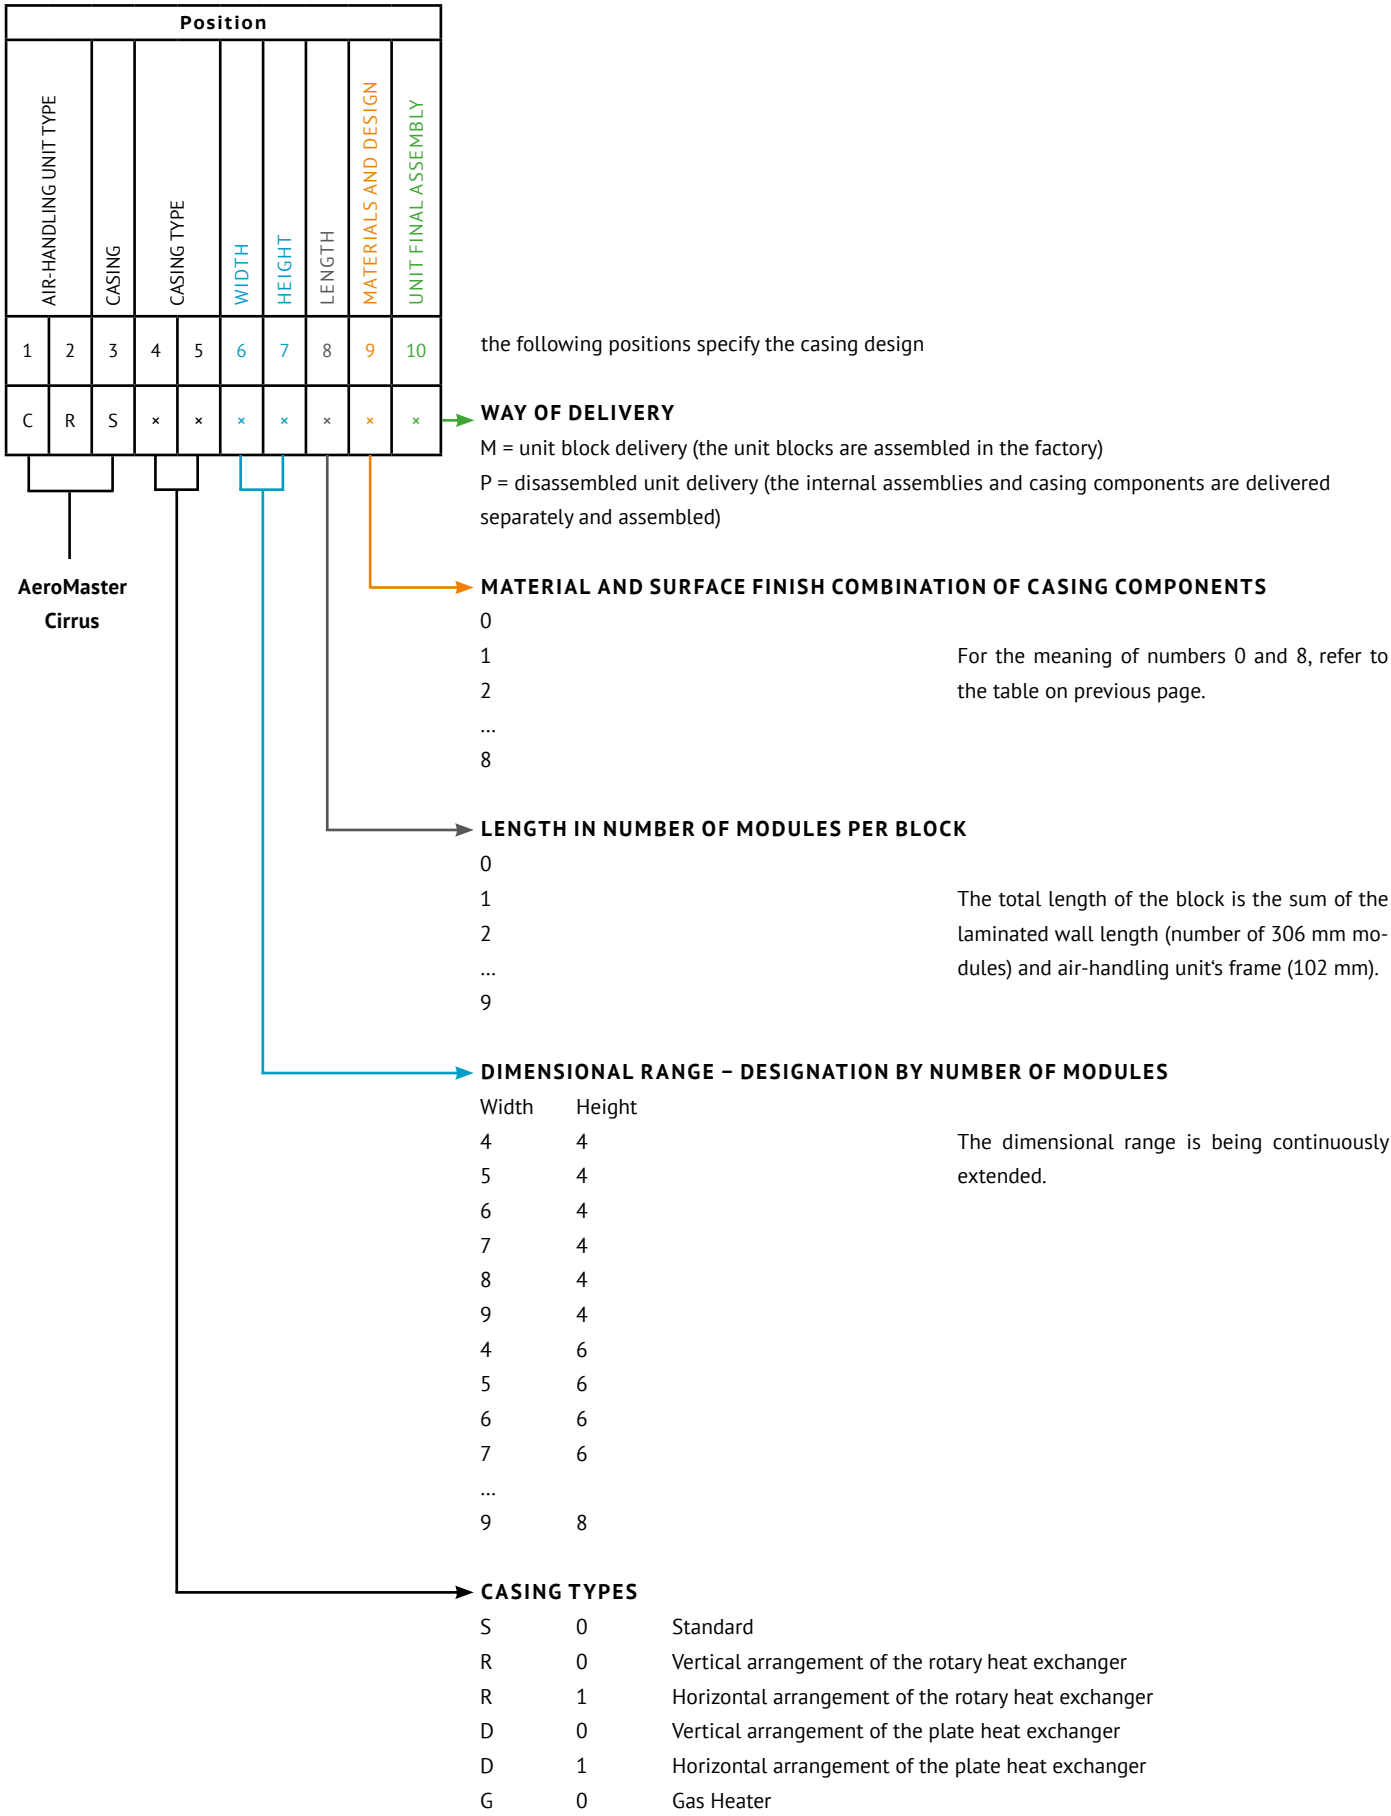 Position
AIR-HANDLING UNIT TYPE
CASING
CASING TYPE
WIDTH
HEIGHT
LENGTH
MATERIALS AND DESIGN
UNIT FINAL ASSEMBLY
1 2 3 4 5 6 7 8 9 10
the following positions specify the casing design
C R S × × × × × × ×
AeroMaster
Cirrus
WAY OF DELIVERY
M = unit block delivery (the unit blocks are assembled in the factory)
P = disassembled unit delivery (the internal assemblies and casing components are delivered
separately and assembled)
MATERIAL AND SURFACE FINISH COMBINATION OF CASING COMPONENTS
0
1
2
...
8
For the meaning of numbers 0 and 8, refer to
the table on previous page.
LENGTH IN NUMBER OF MODULES PER BLOCK
0
1
2
...
9
The total length of the block is the sum of the
laminated wall length (number of 306 mm mo-
dules) and air-handling unit‘s frame (102 mm).
DIMENSIONAL RANGE – DESIGNATION BY NUMBER OF MODULES
Width Height
4 4
5 4
6 4
7 4
8 4
9 4
4 6
5 6
6 6
7 6
...
9 8
The dimensional range is being continuously
extended.
CASING TYPES
S 0 Standard
R 0 Vertical arrangement of the rotary heat exchanger
R 1 Horizontal arrangement of the rotary heat exchanger
D 0 Vertical arrangement of the plate heat exchanger
D 1 Horizontal arrangement of the plate heat exchanger
G 0 Gas Heater